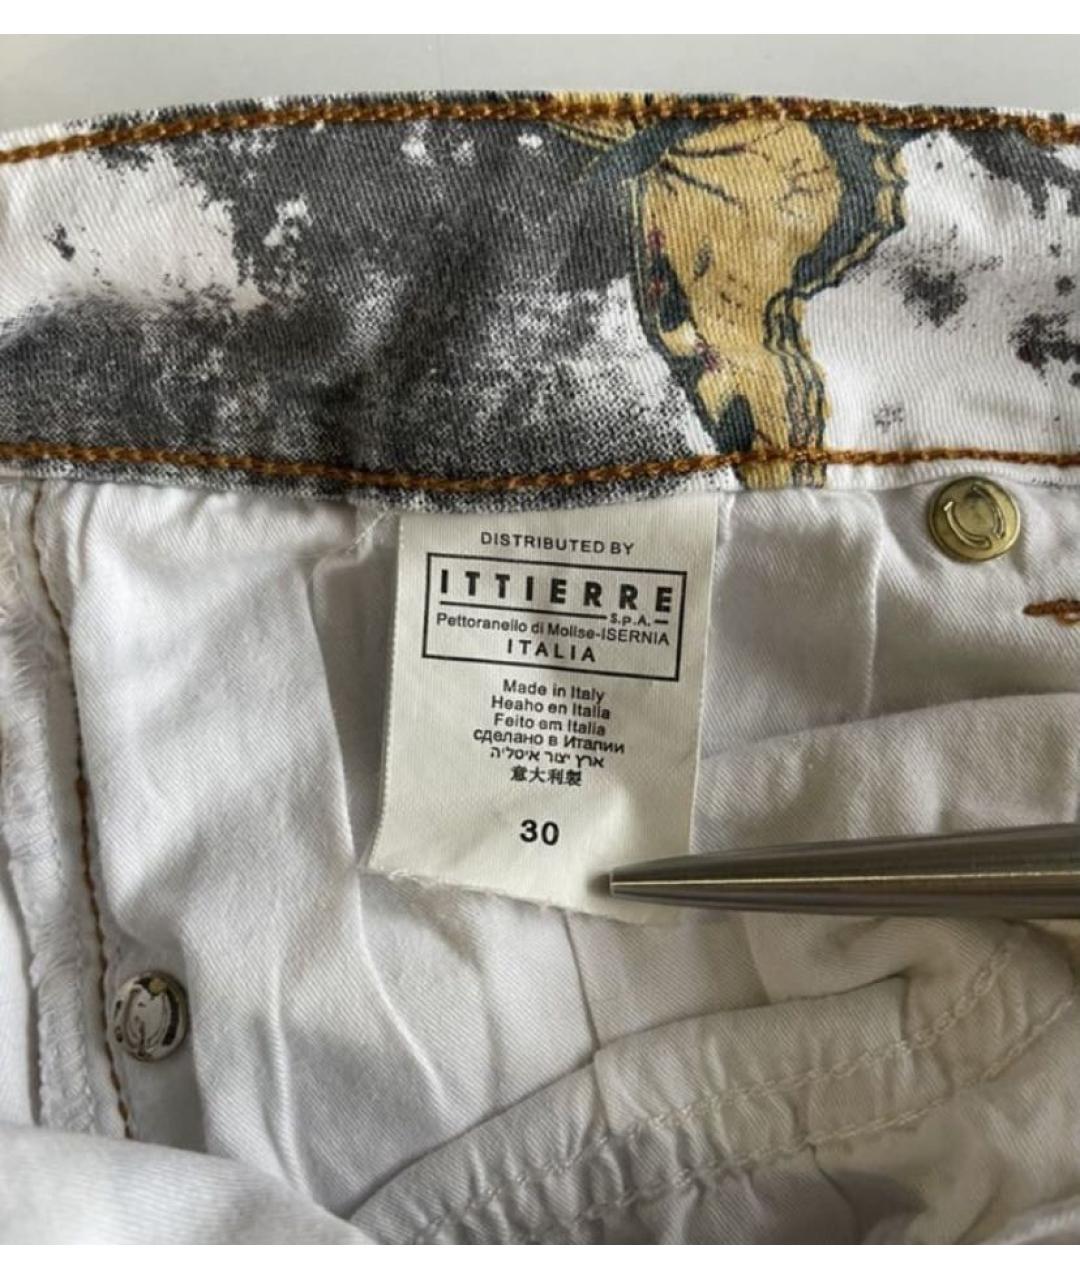 DISTRIBUTED BY
ITTIERRE
S.p.A.
Pettoranello di Molise-ISERNIA
ITALIA
Made in Italy
Heaho en Italia
Feito em Italia
сделано в Италии
ארץ יצור איטליה
意大利製
30